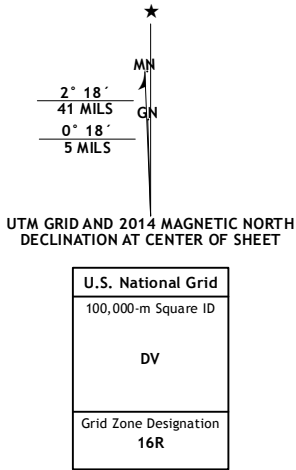 ★
MN
2° 18´
41 MILS
GN
0° 18´
5 MILS
UTM GRID AND 2014 MAGNETIC NORTH
DECLINATION AT CENTER OF SHEET
U.S. National Grid
100,000-m Square ID
DV
Grid Zone Designation
16R